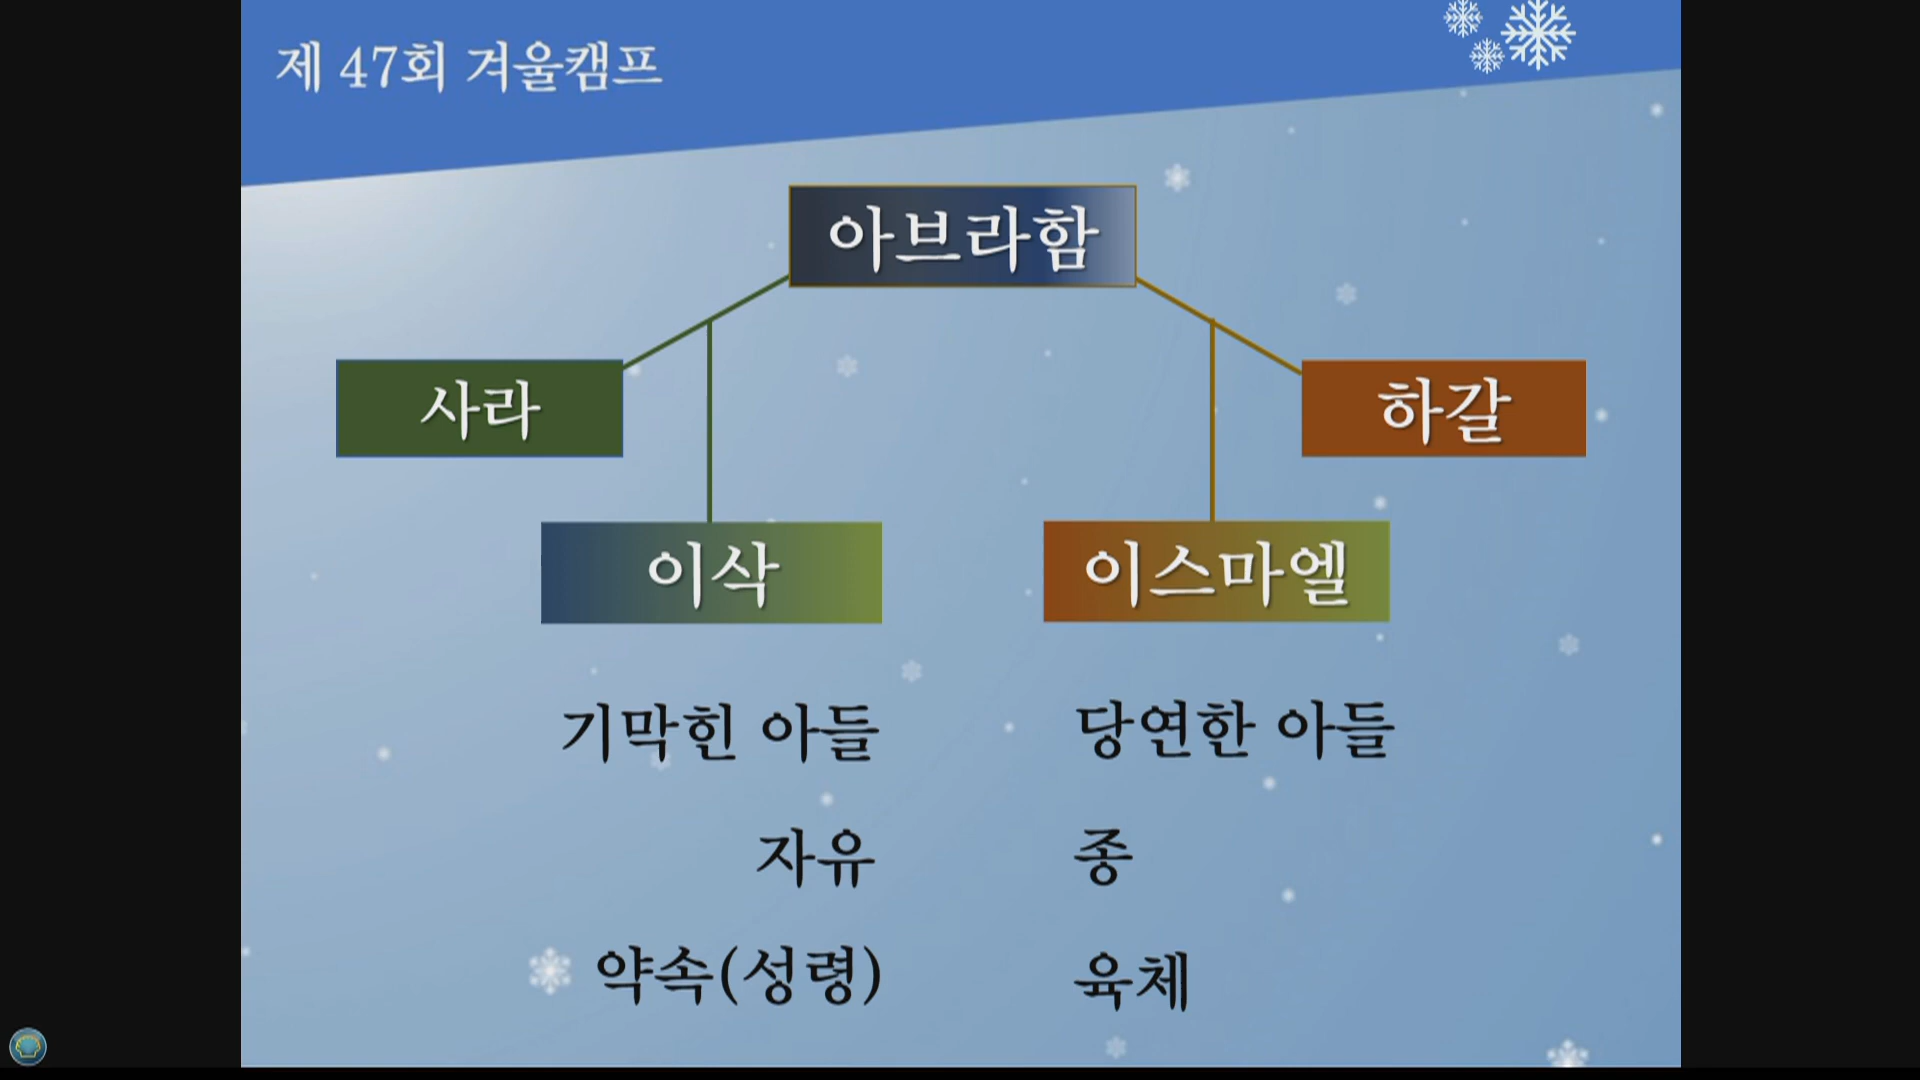 제 47회 겨울캠프
아브라함
사라
하갈
이삭
이스마엘
기막힌 아들
당연한 아들
자유
종
약속(성령)
육체